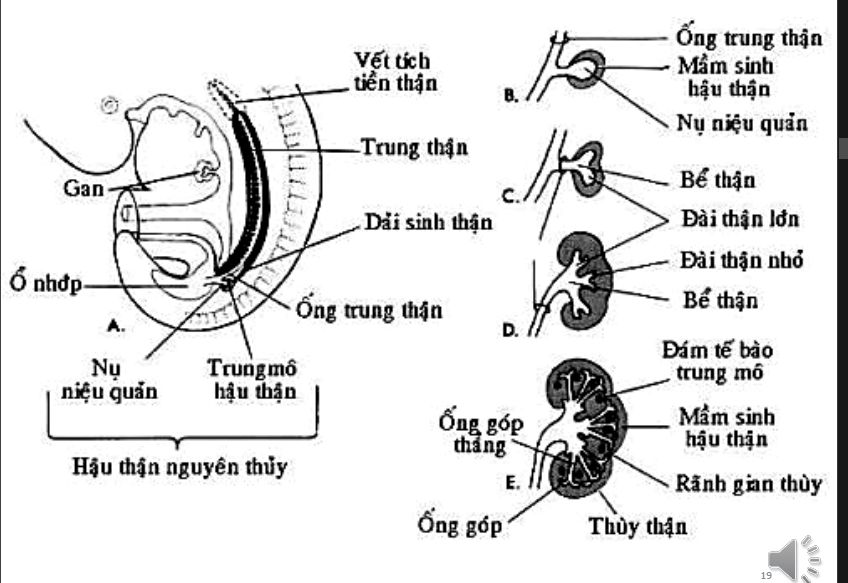 Vết tích
tiền thận
Trung thận
Gan
Dải sinh thận
Ổ nhớp
Ống trung thận
A.
Nụ
niệu quản
Trung mô
hậu thận
Hậu thận nguyên thủy
Ống trung thận
Mầm sinh
hậu thận
B.
Nụ niệu quản
C.
Bể thận
Đài thận lớn
Đài thận nhỏ
Bể thận
D.
Đám tế bào
trung mô
Ống góp
thẳng
Mầm sinh
hậu thận
E.
Rãnh gian thùy
Ống góp
Thùy thận
19